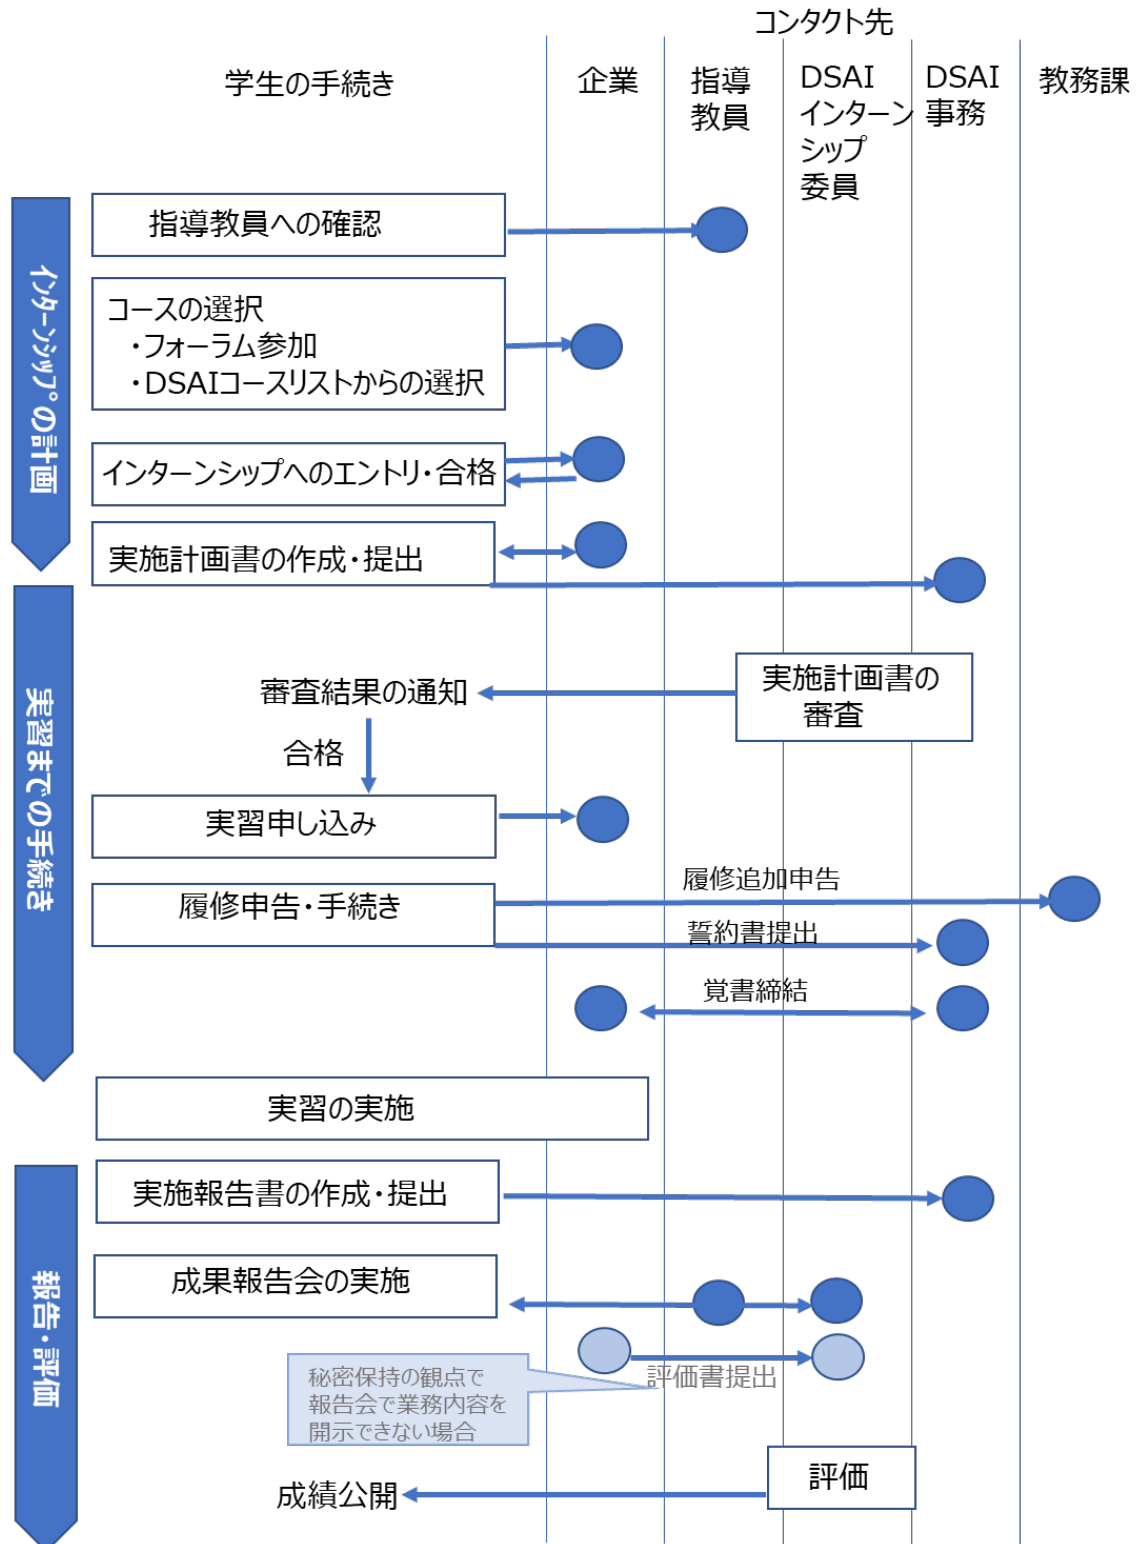 コンタクト先
学生の手続き
企業
指導
教員
DSAI
インターン
シップ
委員
DSAI
事務
教務課
インターンシップの計画
指導教員への確認
コースの選択
・フォーラム参加
・DSAIコースリストからの選択
インターンシップへのエントリ・合格
実施計画書の作成・提出
実習までの手続き
実施計画書の
審査
審査結果の通知
合格
実習申し込み
履修申告・手続き
履修追加申告
誓約書提出
覚書締結
実習の実施
報告・評価
実施報告書の作成・提出
成果報告会の実施
評価書提出
秘密保持の観点で
報告会で業務内容を
開示できない場合
評価
成績公開